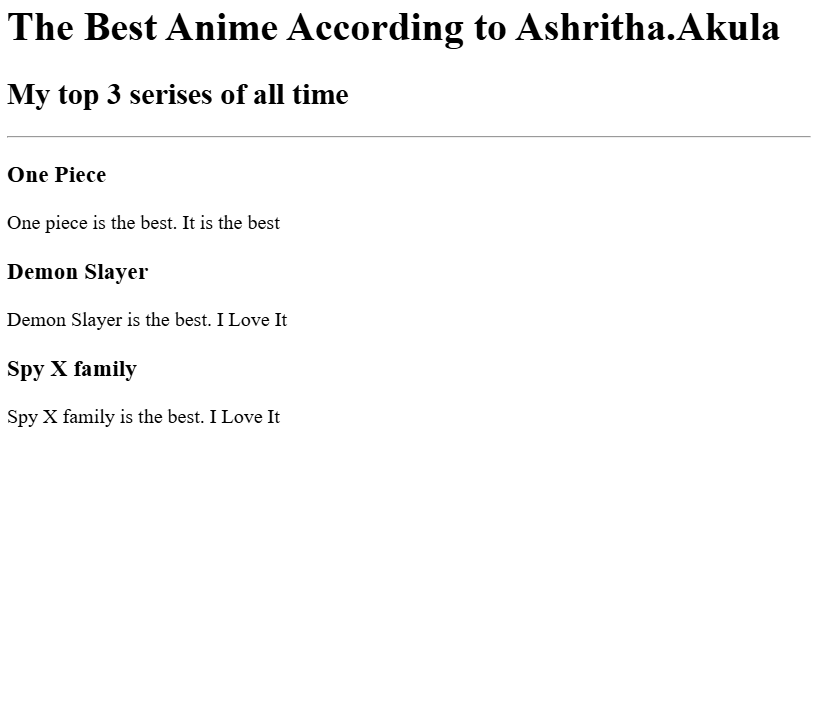 The Best Anime According to Ashritha.Akula
My top 3 serises of all time
One Piece
One piece is the best. It is the best
Demon Slayer
Demon Slayer is the best. I Love It
Spy X family
Spy X family is the best. I Love It